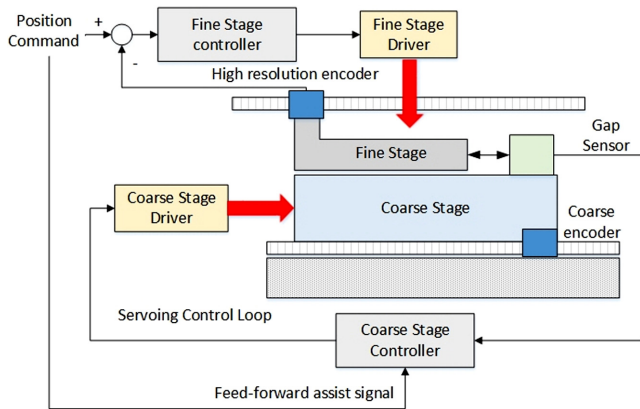 Position
Command
+
-
Fine Stage
controller
Fine Stage
Driver
High resolution encoder
Fine Stage
Gap
Sensor
Coarse Stage
Driver
Coarse Stage
Coarse
encoder
Servoing Control Loop
Coarse Stage
Controller
Feed-forward assist signal